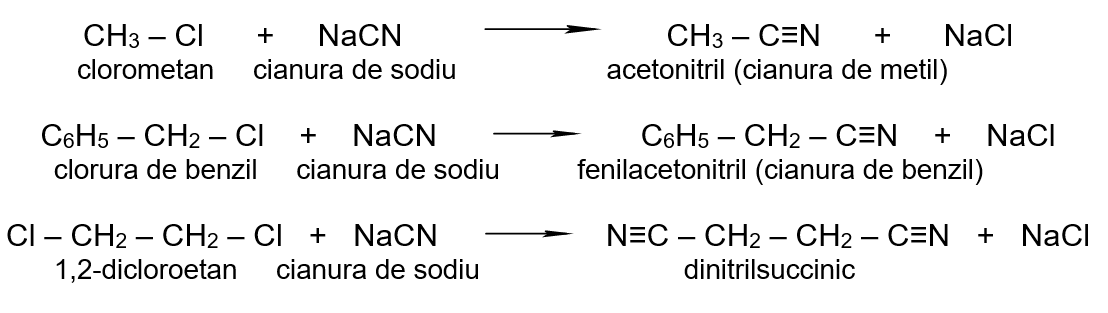 CH₃ – Cl + NaCN ⟶ CH₃ – C≡N + NaCl
clorometan cianura de sodiu acetonitril (cianura de metil)
C₆H₅ – CH₂ – Cl + NaCN ⟶ C₆H₅ – CH₂ – C≡N + NaCl
clorura de benzil cianura de sodiu fenilacetonitril (cianura de benzil)
Cl – CH₂ – CH₂ – Cl + NaCN ⟶ N≡C – CH₂ – CH₂ – C≡N + NaCl
1,2-dicloroetan cianura de sodiu dinitrilsuccinic